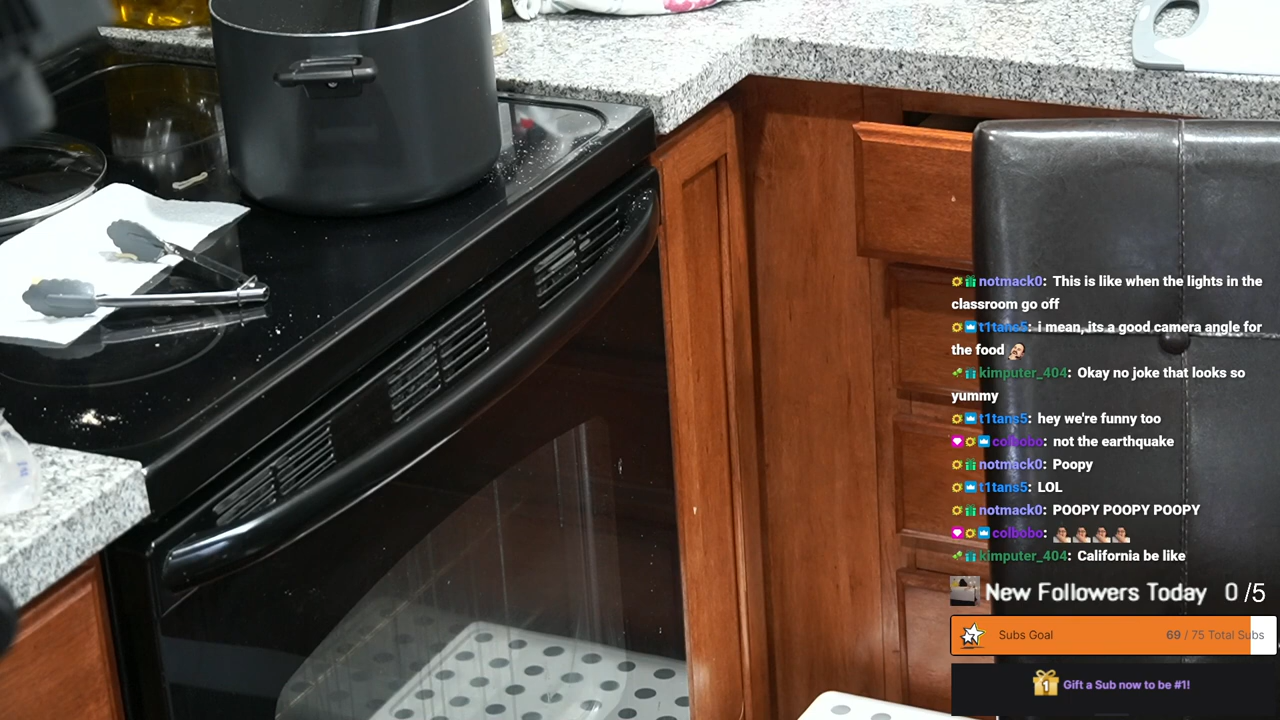 notmack0: This is like when the lights in the
classroom go off
t1tans5: i mean,its a good camera angle for
the food
kimputer_404: Okay no joke that looks so
yummy
t1tans5: hey we're funny too
colbobo: not the earthquake
notmack0: Poopy
t1tans5: LOL
notmack0: POOPY POOPY POOPY
colbobo:
kimputer_404: California be like
New Followers Today 0 /5
Subs Goal 69 / 75 Total Subs
1 Gift a Sub now to be #1!